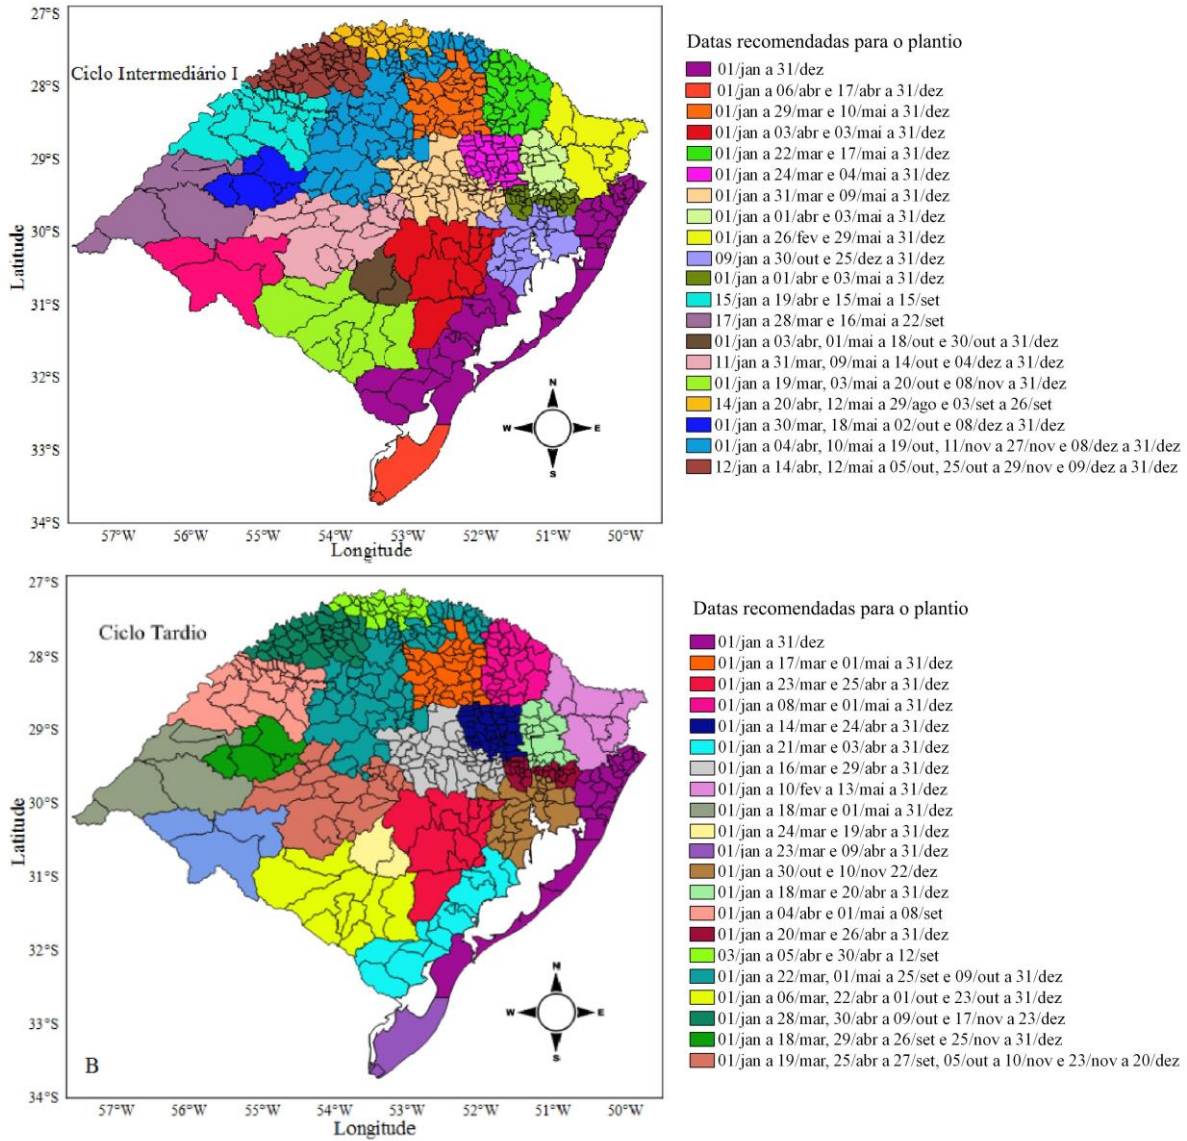 27°S
Ciclo Intermediário I
28°S
29°S
30°S
31°S
32°S
33°S
34°S
Latitude
57°W 56°W 55°W 54°W 53°W 52°W 51°W 50°W
Longitude
N
W E
S
Datas recomendadas para o plantio
01/jan a 31/dez
01/jan a 06/abr e 17/abr a 31/dez
01/jan a 29/mar e 10/mai a 31/dez
01/jan a 03/abr e 03/mai a 31/dez
01/jan a 22/mar e 17/mai a 31/dez
01/jan a 24/mar e 04/mai a 31/dez
01/jan a 31/mar e 09/mai a 31/dez
01/jan a 01/abr e 03/mai a 31/dez
01/jan a 26/fev e 29/mai a 31/dez
09/jan a 30/out e 25/dez a 31/dez
01/jan a 01/abr e 03/mai a 31/dez
15/jan a 19/abr e 15/mai a 15/set
17/jan a 28/mar e 16/mai a 22/set
01/jan a 03/abr, 01/mai a 18/out e 30/out a 31/dez
11/jan a 31/mar, 09/mai a 14/out e 04/dez a 31/dez
01/jan a 19/mar, 03/mai a 20/out e 08/nov a 31/dez
14/jan a 20/abr, 12/mai a 29/ago e 03/set a 26/set
01/jan a 30/mar, 18/mai a 02/out e 08/dez a 31/dez
01/jan a 04/abr, 10/mai a 19/out, 11/nov a 27/nov e 08/dez a 31/dez
12/jan a 14/abr, 12/mai a 05/out, 25/out a 29/nov e 09/dez a 31/dez
27°S
Ciclo Tardio
28°S
29°S
30°S
31°S
32°S
33°S
34°S
Latitude
B
57°W 56°W 55°W 54°W 53°W 52°W 51°W 50°W
Longitude
N
W E
S
Datas recomendadas para o plantio
01/jan a 31/dez
01/jan a 17/mar e 01/mai a 31/dez
01/jan a 23/mar e 25/abr a 31/dez
01/jan a 08/mar e 01/mai a 31/dez
01/jan a 14/mar e 24/abr a 31/dez
01/jan a 21/mar e 03/abr a 31/dez
01/jan a 16/mar e 29/abr a 31/dez
01/jan a 10/fev a 13/mai a 31/dez
01/jan a 18/mar e 01/mai a 31/dez
01/jan a 24/mar e 19/abr a 31/dez
01/jan a 23/mar e 09/abr a 31/dez
01/jan a 30/out e 10/nov 22/dez
01/jan a 18/mar e 20/abr a 31/dez
01/jan a 04/abr e 01/mai a 08/set
01/jan a 20/mar e 26/abr a 31/dez
03/jan a 05/abr e 30/abr a 12/set
01/jan a 22/mar, 01/mai a 25/set e 09/out a 31/dez
01/jan a 06/mar, 22/abr a 01/out e 23/out a 31/dez
01/jan a 28/mar, 30/abr a 09/out e 17/nov a 23/dez
01/jan a 18/mar, 29/abr a 26/set e 25/nov a 31/dez
01/jan a 19/mar, 25/abr a 27/set, 05/out a 10/nov e 23/nov a 20/dez